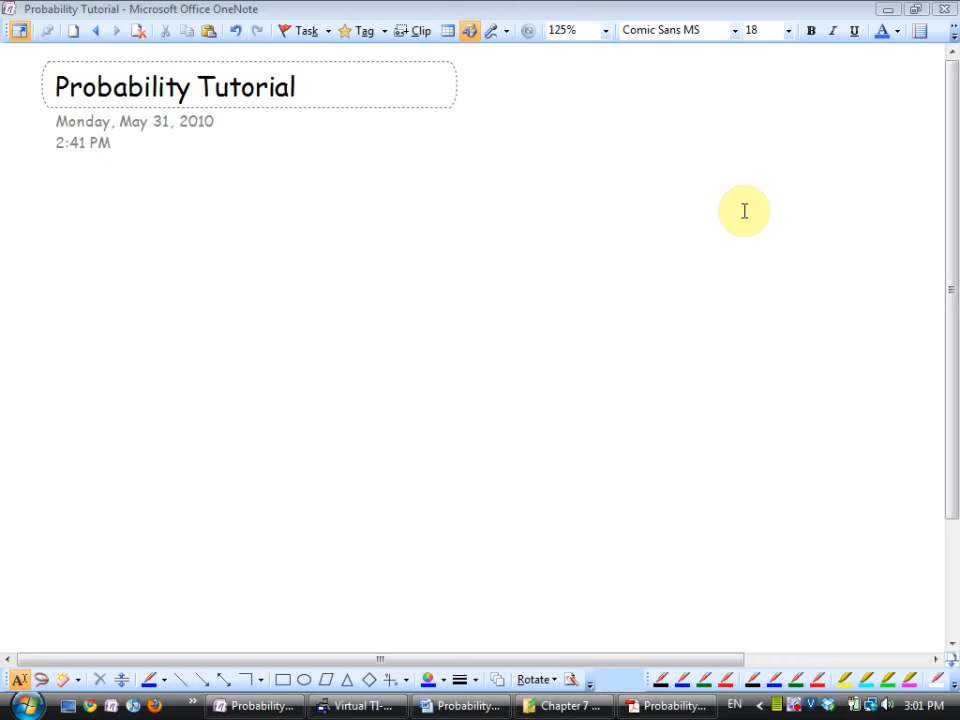 Probability Tutorial - Microsoft Office OneNote
Task Tag Clip 125% Comic Sans MS 18 B I U A
Probability Tutorial
Monday, May 31, 2010
2:41 PM
A Rotate
Probability... Virtual TI-... Probability... Chapter 7 ... Probability... EN 3:01 PM